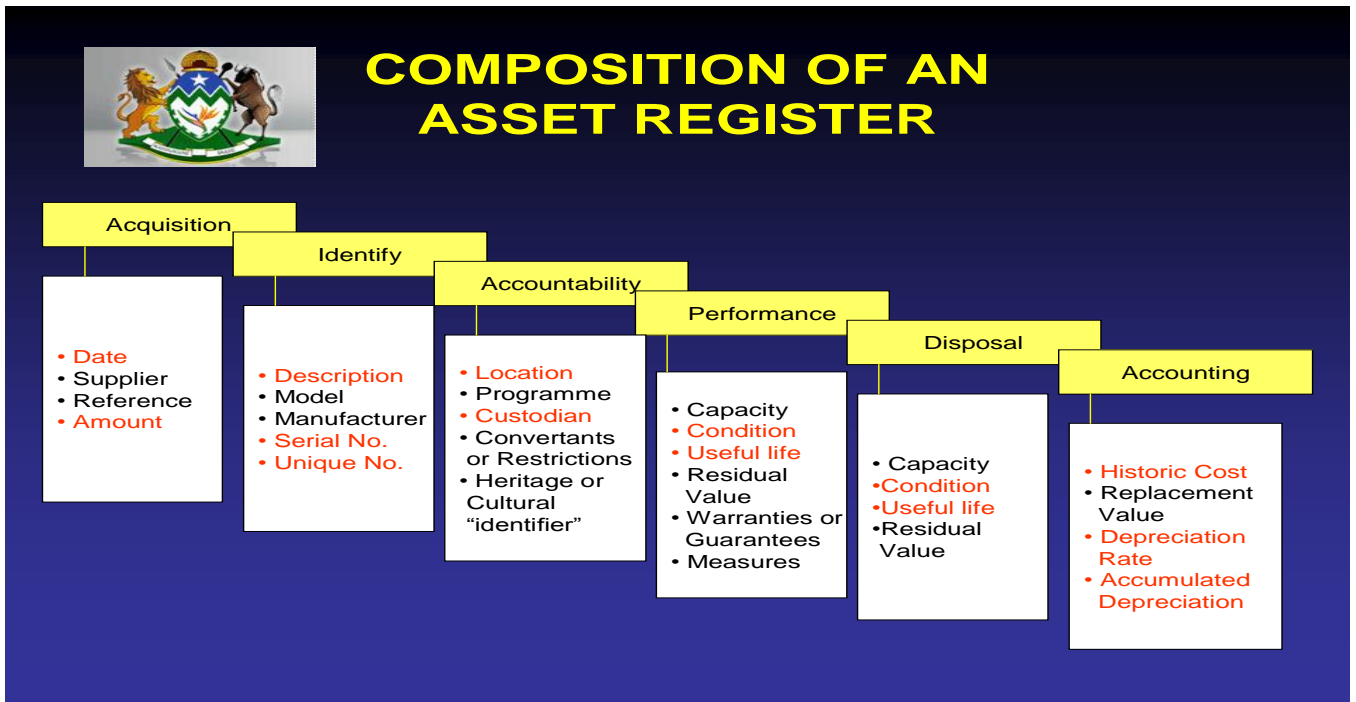 COMPOSITION OF AN
ASSET REGISTER
Acquisition
• Date
• Supplier
• Reference
• Amount
Identify
• Description
• Model
• Manufacturer
• Serial No.
• Unique No.
Accountability
• Location
• Programme
• Custodian
• Convertants
or Restrictions
• Heritage or
Cultural
“identifier”
Performance
• Capacity
• Condition
• Useful life
• Residual
Value
• Warranties or
Guarantees
• Measures
Disposal
• Capacity
•Condition
•Useful life
•Residual
Value
Accounting
• Historic Cost
• Replacement
Value
• Depreciation
Rate
• Accumulated
Depreciation